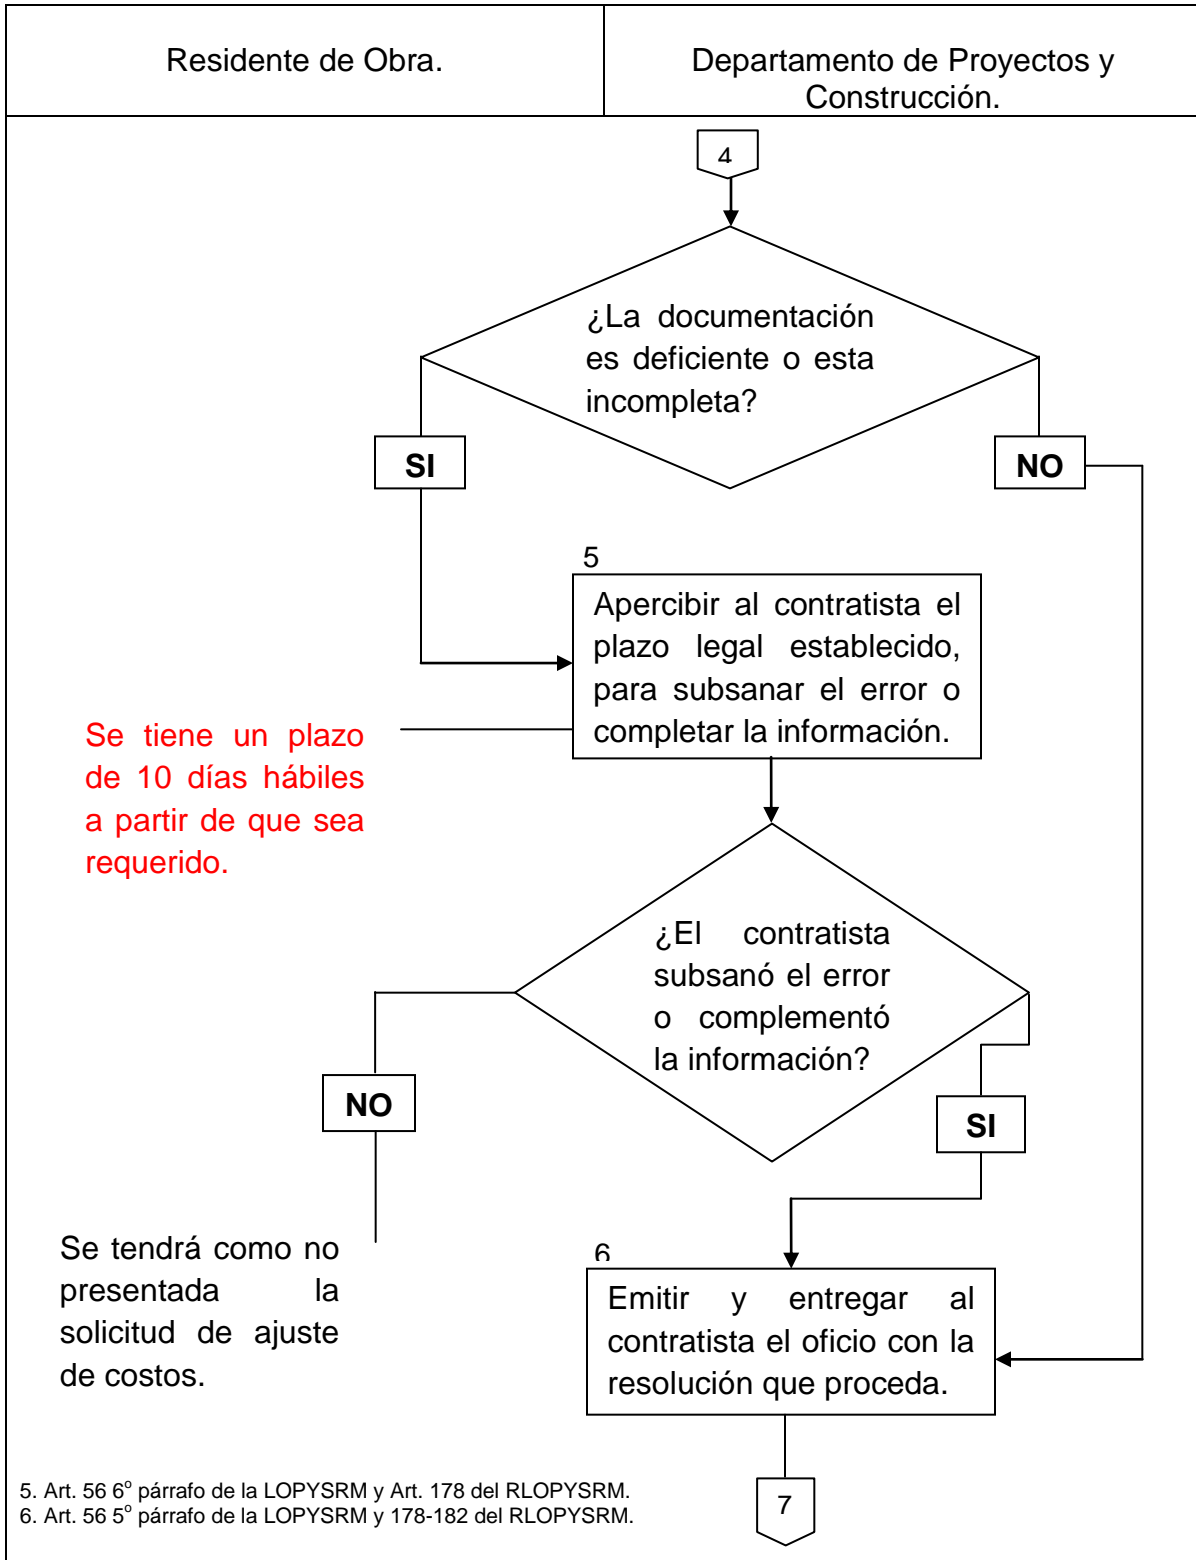 Residente de Obra.
Departamento de Proyectos y
Construcción.
4
¿La documentación
es deficiente o esta
incompleta?
SI
NO
5
Apercibir al contratista el
plazo legal establecido,
para subsanar el error o
completar la información.
Se tiene un plazo
de 10 días hábiles
a partir de que sea
requerido.
¿El contratista
subsanó el error
o complementó
la información?
NO
SI
Se tendrá como no
presentada la
solicitud de ajuste
de costos.
6
Emitir y entregar al
contratista el oficio con la
resolución que proceda.
5. Art. 56 6º párrafo de la LOPYSRM y Art. 178 del RLOPYSRM.
6. Art. 56 5º párrafo de la LOPYSRM y 178-182 del RLOPYSRM.
7